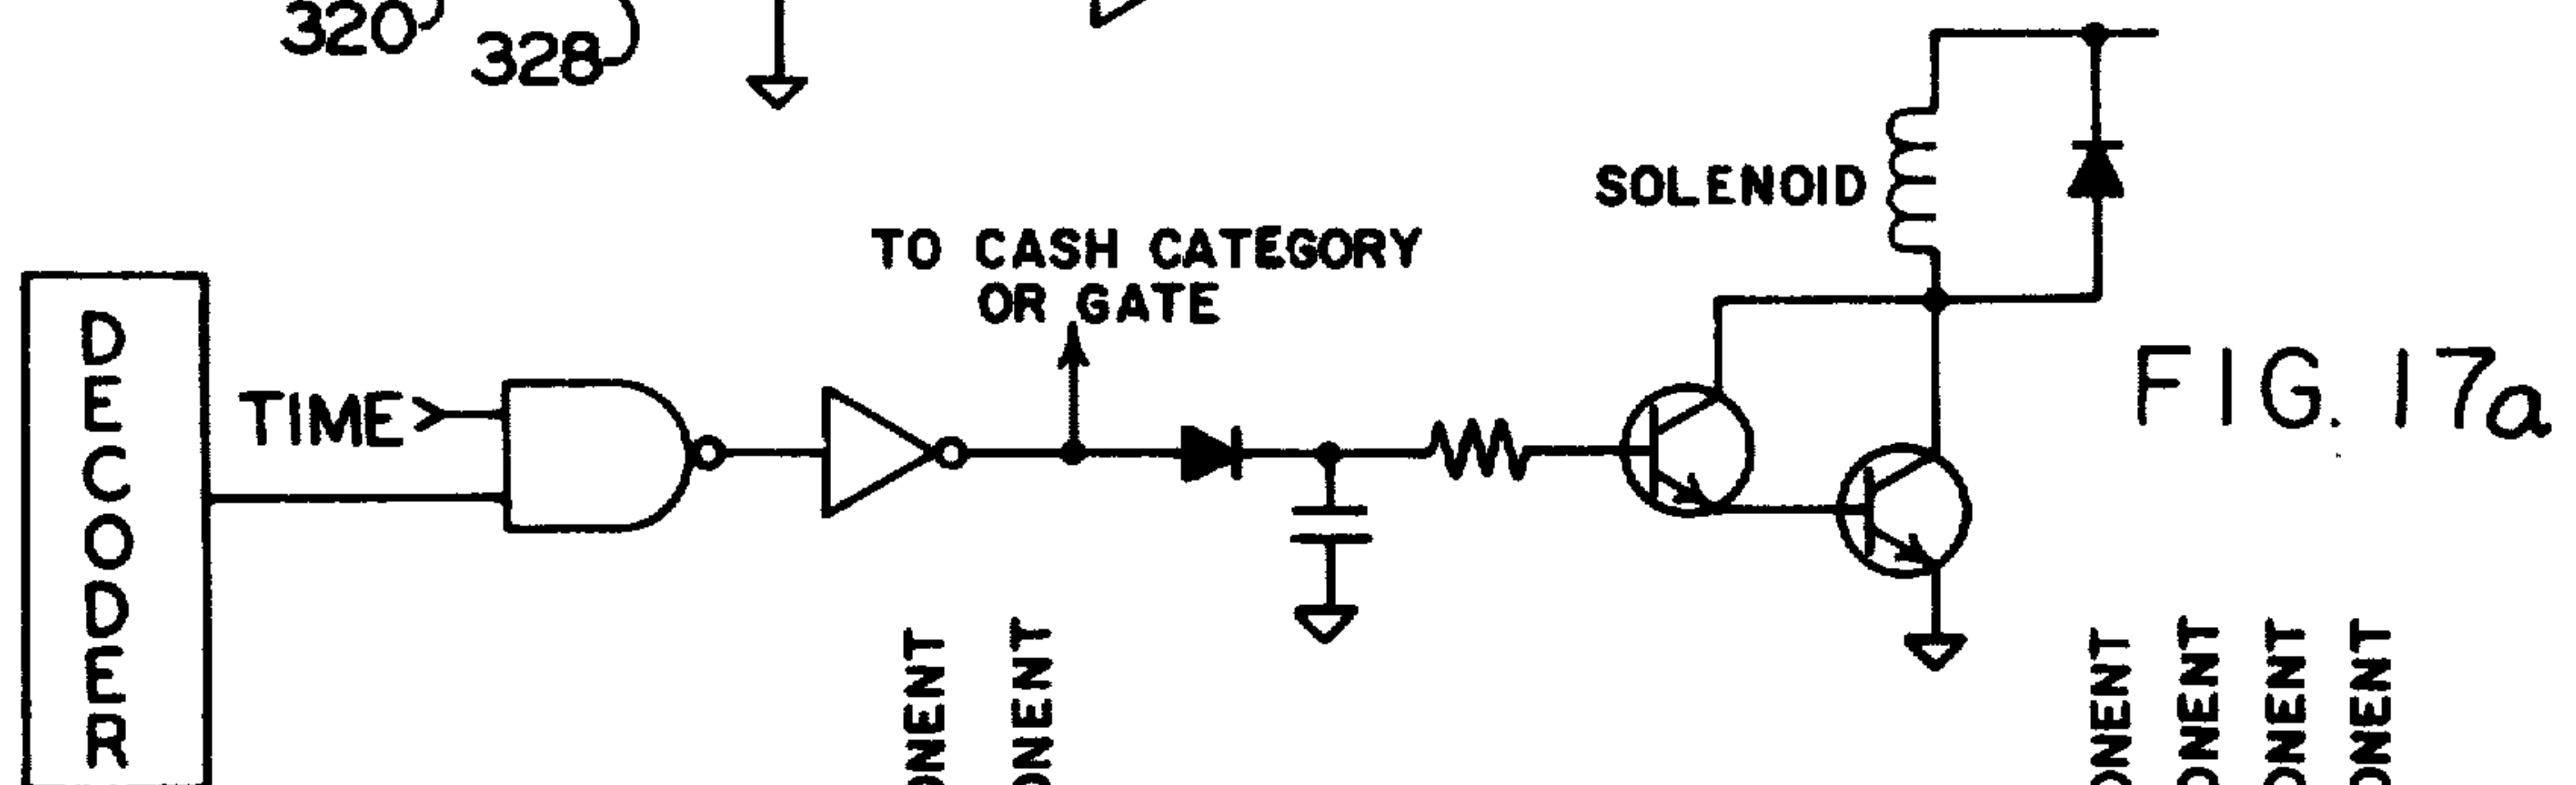 320
328
SOLENOID
TO CASH CATEGORY
OR GATE
DECODER
TIME
FIG. 17a